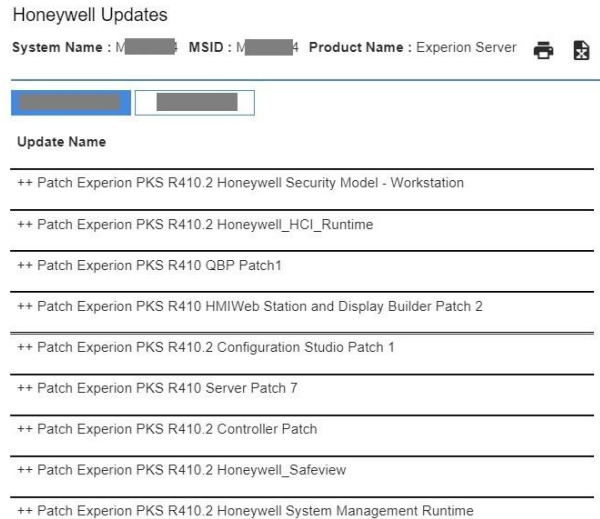 Honeywell Updates
System Name : M 4 MSID : M 4 Product Name : Experion Server
Update Name
++ Patch Experion PKS R410.2 Honeywell Security Model - Workstation
++ Patch Experion PKS R410.2 Honeywell_HCI_Runtime
++ Patch Experion PKS R410 QBP Patch1
++ Patch Experion PKS R410 HMIWeb Station and Display Builder Patch 2
++ Patch Experion PKS R410.2 Configuration Studio Patch 1
++ Patch Experion PKS R410 Server Patch 7
++ Patch Experion PKS R410.2 Controller Patch
++ Patch Experion PKS R410.2 Honeywell_Safeview
++ Patch Experion PKS R410.2 Honeywell System Management Runtime